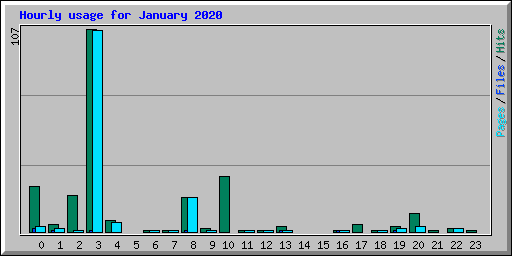 Hourly usage for January 2020
107
Pages/Files/Hits
0 1 2 3 4 5 6 7 8 9 10 11 12 13 14 15 16 17 18 19 20 21 22 23